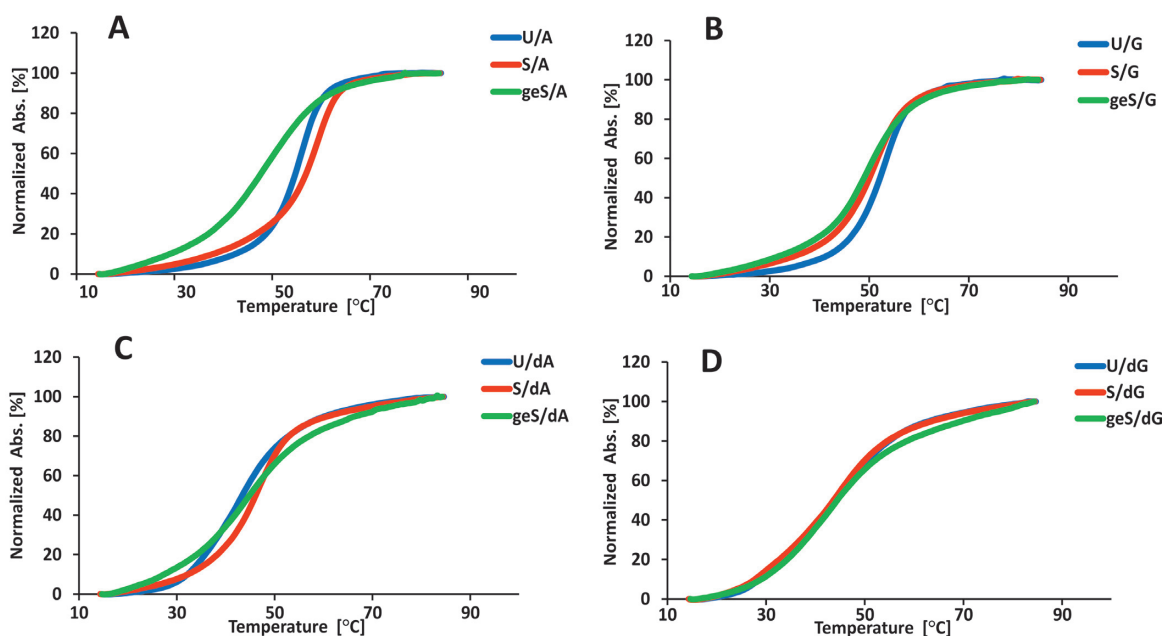 A
U/A
S/A
geS/A
Normalized Abs. [%]
120
100
80
60
40
20
0
10 30 50 70 90
Temperature [°C]
B
U/G
S/G
geS/G
Normalized Abs. [%]
120
100
80
60
40
20
0
10 30 50 70 90
Temperature [°C]
C
U/dA
S/dA
geS/dA
Normalized Abs. [%]
120
100
80
60
40
20
0
10 30 50 70 90
Temperature [°C]
D
U/dG
S/dG
geS/dG
Normalized Abs. [%]
120
100
80
60
40
20
0
10 30 50 70 90
Temperature [°C]